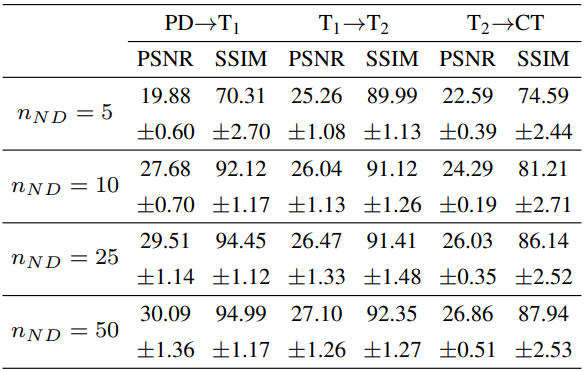 PD→T₁ T₁→T₂ T₂→CT
PSNR SSIM PSNR SSIM PSNR SSIM
n_{ND} = 5 19.88 70.31 25.26 89.99 22.59 74.59
±0.60 ±2.70 ±1.08 ±1.13 ±0.39 ±2.44
n_{ND} = 10 27.68 92.12 26.04 91.12 24.29 81.21
±0.70 ±1.17 ±1.13 ±1.26 ±0.19 ±2.71
n_{ND} = 25 29.51 94.45 26.47 91.41 26.03 86.14
±1.14 ±1.12 ±1.33 ±1.48 ±0.35 ±2.52
n_{ND} = 50 30.09 94.99 27.10 92.35 26.86 87.94
±1.36 ±1.17 ±1.26 ±1.27 ±0.51 ±2.53